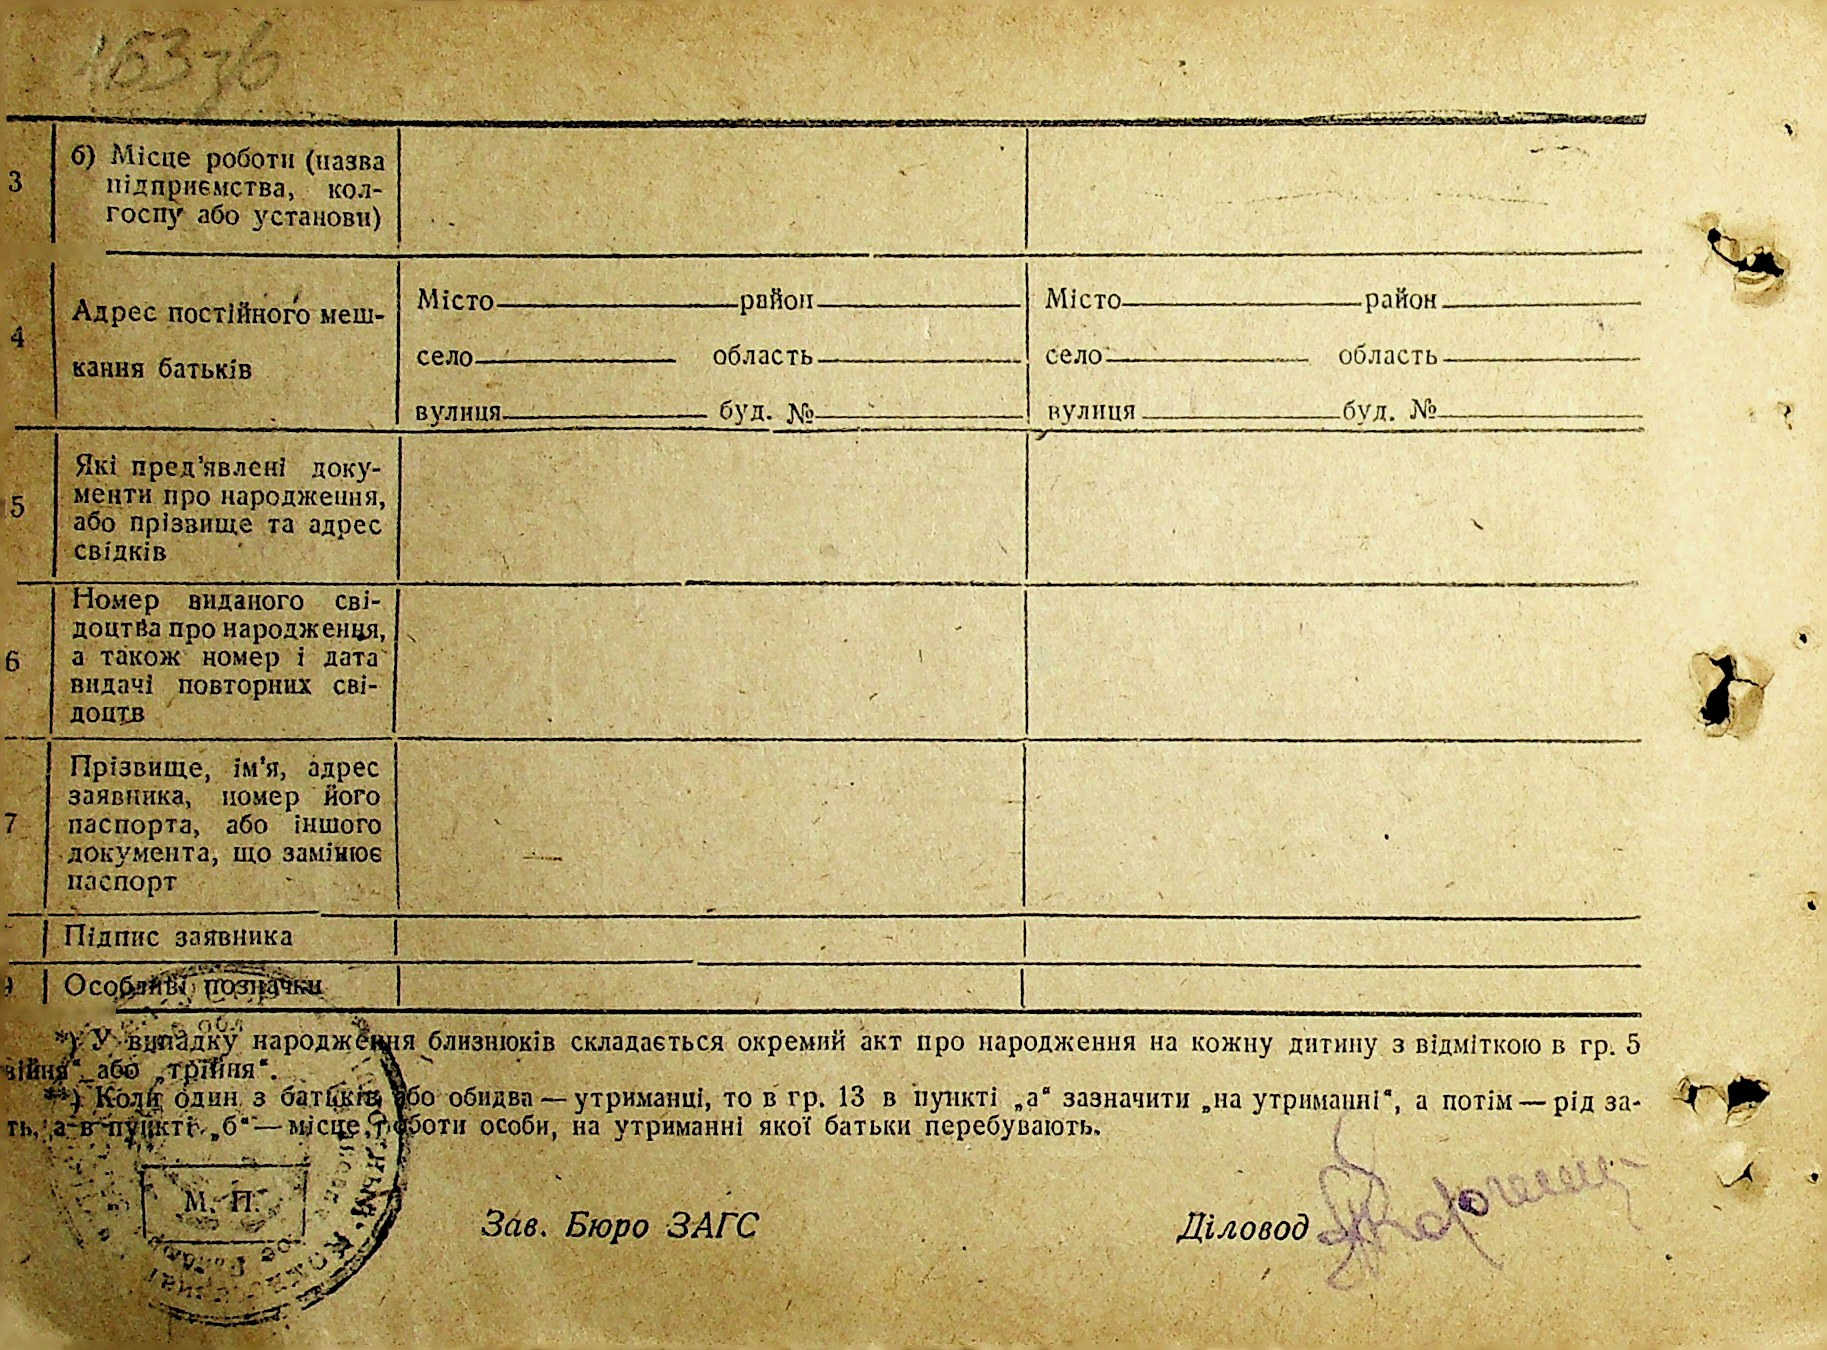 3
б) Місце роботи (назва
підприємства, кол-
госпу або установи)
4
Адрес постійного меш-
кання батьків
Місто район
село область
вулиця буд. №
Місто район
село область
вулиця буд. №
5
Які пред'явлені доку-
менти про народження,
або прізвище та адрес
свідків
6
Номер виданого сві-
доцтва про народження,
а також номер і дата
видачі повторних сві-
доцтв
7
Прізвище, ім'я, адрес
заявника, номер його
паспорта, або іншого
документа, що замінює
паспорт
Підпис заявника
Особливі позначки
*) У випадку народження близнюків складається окремий акт про народження на кожну дитину з відміткою в гр. 5
або „трійня“.
**) Коли один з батьків або обидва — утриманці, то в гр. 13 в пункті „а“ зазначити „на утриманні“, а потім — рід за-
ть, а в пункті „б“ — місце роботи особи, на утриманні якої батьки перебувають.
М. П.
Зав. Бюро ЗАГС
Діловод